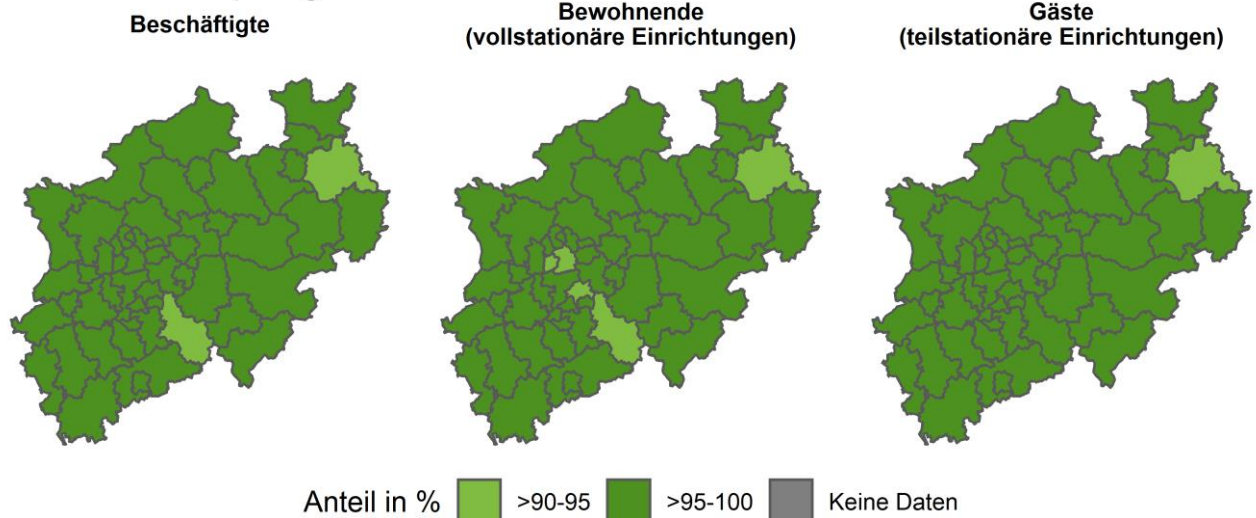 Beschäftigte
Bewohnende
(vollstationäre Einrichtungen)
Gäste
(teilstationäre Einrichtungen)
Anteil in % >90-95 >95-100 Keine Daten